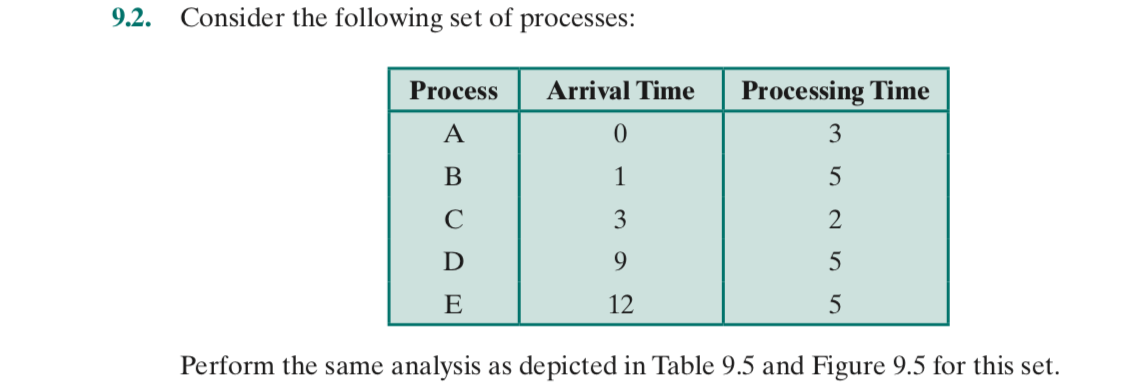 9.2. Consider the following set of processes:
Process Arrival Time Processing Time
A 0 3
B 1 5
C 3 2
D 9 5
E 12 5
Perform the same analysis as depicted in Table 9.5 and Figure 9.5 for this set.